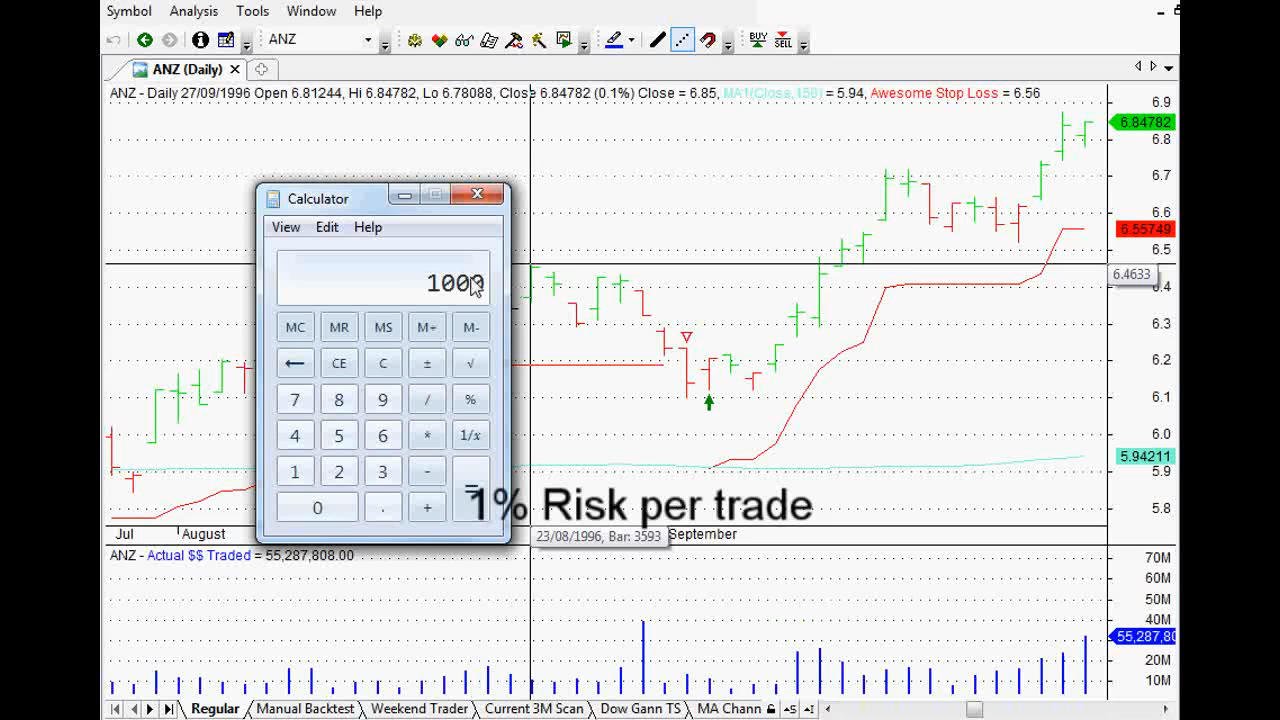 Symbol Analysis Tools Window Help
ANZ BUY SELL
ANZ (Daily)
ANZ - Daily 27/09/1996 Open 6.81244, Hi 6.84782, Lo 6.78088, Close 6.84782 (0.1%) Close = 6.85, MA1(Close,150) = 5.94, Awesome Stop Loss = 6.56
6.9
6.84782
6.8
6.7
6.6
6.55749
6.5
6.4633
6.4
6.3
6.2
6.1
6.0
5.94211
5.9
5.8
Calculator
View Edit Help
1000
MC MR MS M+ M-
← CE C ± √
7 8 9 / %
4 5 6 * 1/x
1 2 3 - =
0 . +
1% Risk per trade
Jul August 23/08/1996, Bar: 3593 September
ANZ - Actual $$ Traded = 55,287,808.00
70M
60M
50M
40M
55,287,80
20M
10M
Regular Manual Backtest Weekend Trader Current 3M Scan Dow Gann TS MA Chann